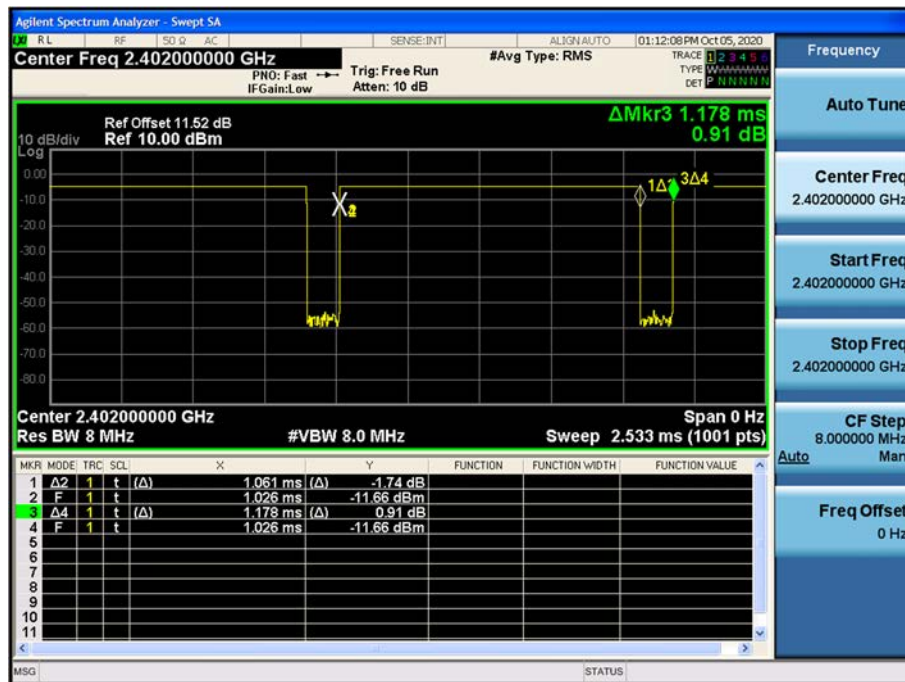 Agilent Spectrum Analyzer - Swept SA
RL RF 50 Ω AC SENSE:INT ALIGN AUTO 01:12:08 PM Oct 05, 2020
Center Freq 2.402000000 GHz
PNO: Fast
IFGain:Low
Trig: Free Run
Atten: 10 dB
#Avg Type: RMS
TRACE 1 2 3 4 5 6
TYPE
DET P N N N N N
Ref Offset 11.52 dB
10 dB/div Ref 10.00 dBm
Log
ΔMkr3 1.178 ms
0.91 dB
0.00
-10.0
-20.0
-30.0
-40.0
-50.0
-60.0
-70.0
-80.0
3Δ4
Center 2.402000000 GHz Span 0 Hz
Res BW 8 MHz #VBW 8.0 MHz Sweep 2.533 ms (1001 pts)
MKR MODE TRC SCL X Y FUNCTION FUNCTION WIDTH FUNCTION VALUE
1 Δ2 1 t (Δ) 1.061 ms (Δ) -1.74 dB
2 F 1 t 1.026 ms -11.66 dBm
3 Δ4 1 t (Δ) 1.178 ms (Δ) 0.91 dB
4 F 1 t 1.026 ms -11.66 dBm
5
6
7
8
9
10
11
MSG STATUS
Frequency
Auto Tune
Center Freq
2.402000000 GHz
Start Freq
2.402000000 GHz
Stop Freq
2.402000000 GHz
CF Step
8.000000 MHz
Auto Man
Freq Offset
0 Hz